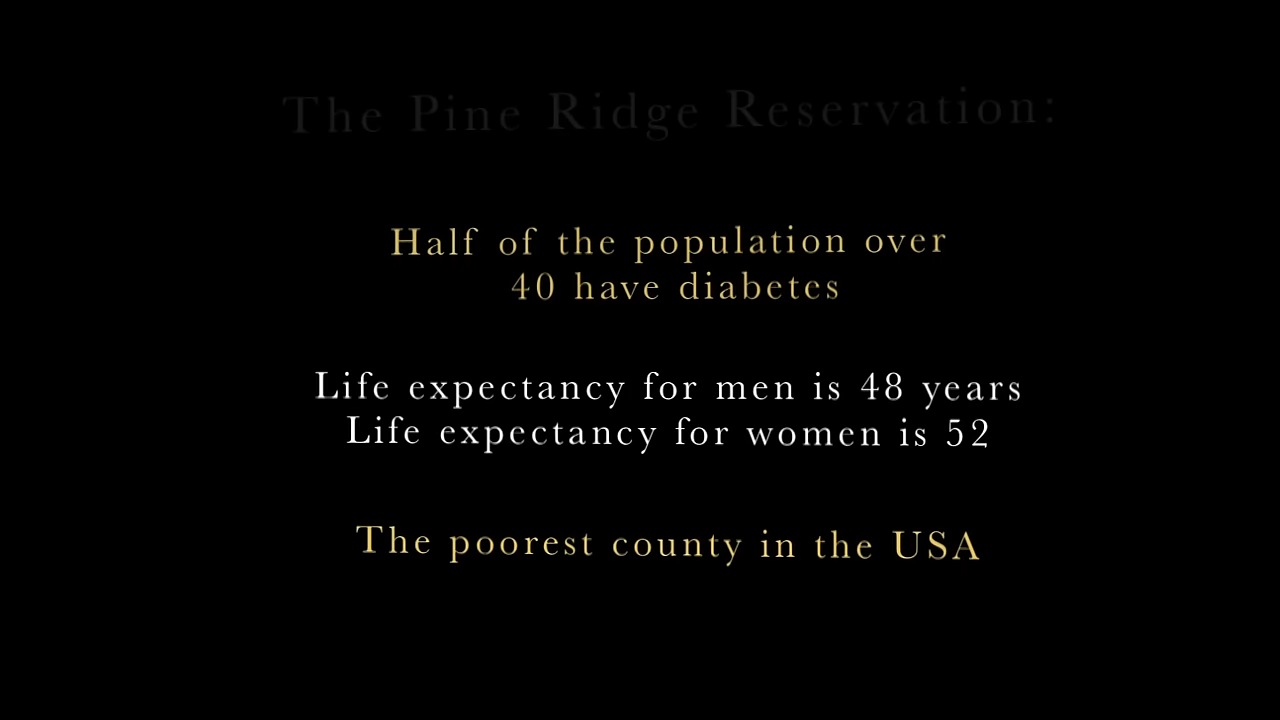 The Pine Ridge Reservation:
Half of the population over
40 have diabetes
Life expectancy for men is 48 years
Life expectancy for women is 52
The poorest county in the USA